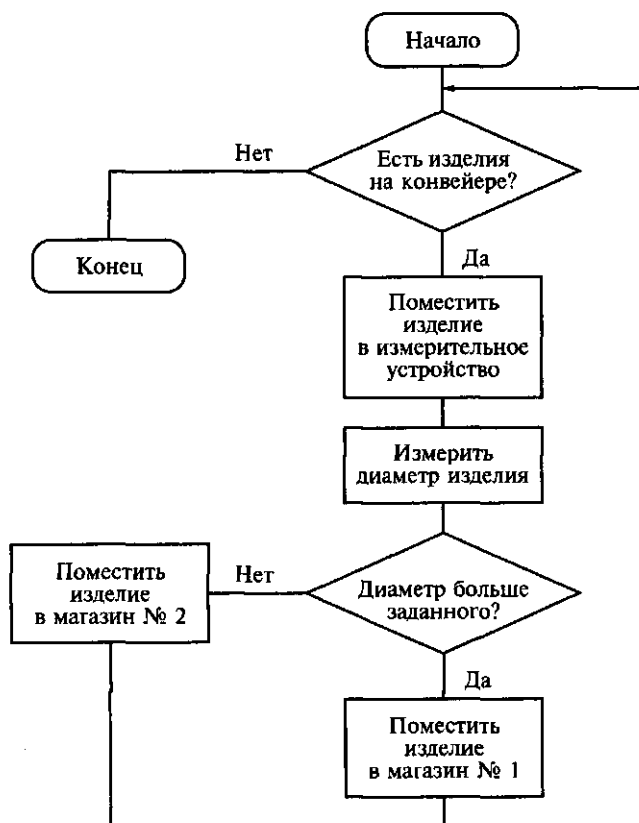 Начало
Есть изделия
на конвейере?
Нет
Конец
Да
Поместить
изделие
в измерительное
устройство
Измерить
диаметр изделия
Диаметр больше
заданного?
Нет
Поместить
изделие
в магазин № 2
Да
Поместить
изделие
в магазин № 1